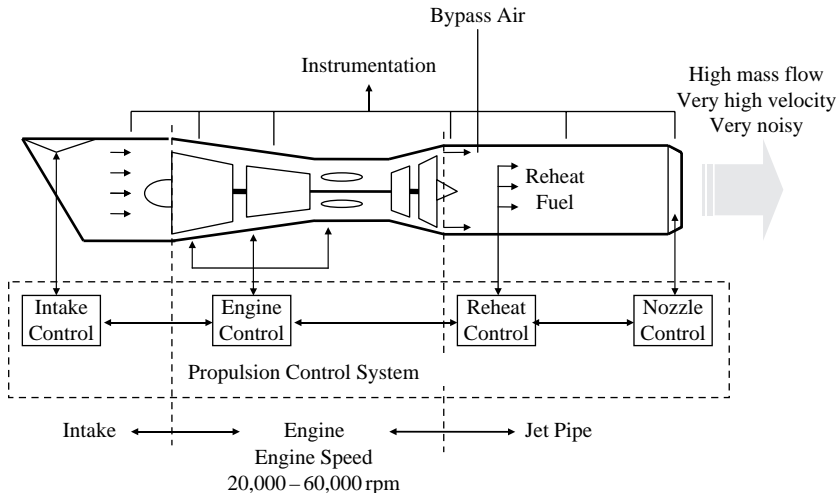 Bypass Air
Instrumentation
High mass flow
Very high velocity
Very noisy
Reheat
Fuel
Intake
Control
Engine
Control
Reheat
Control
Nozzle
Control
Propulsion Control System
Intake
Engine
Jet Pipe
Engine Speed
20,000 – 60,000 rpm